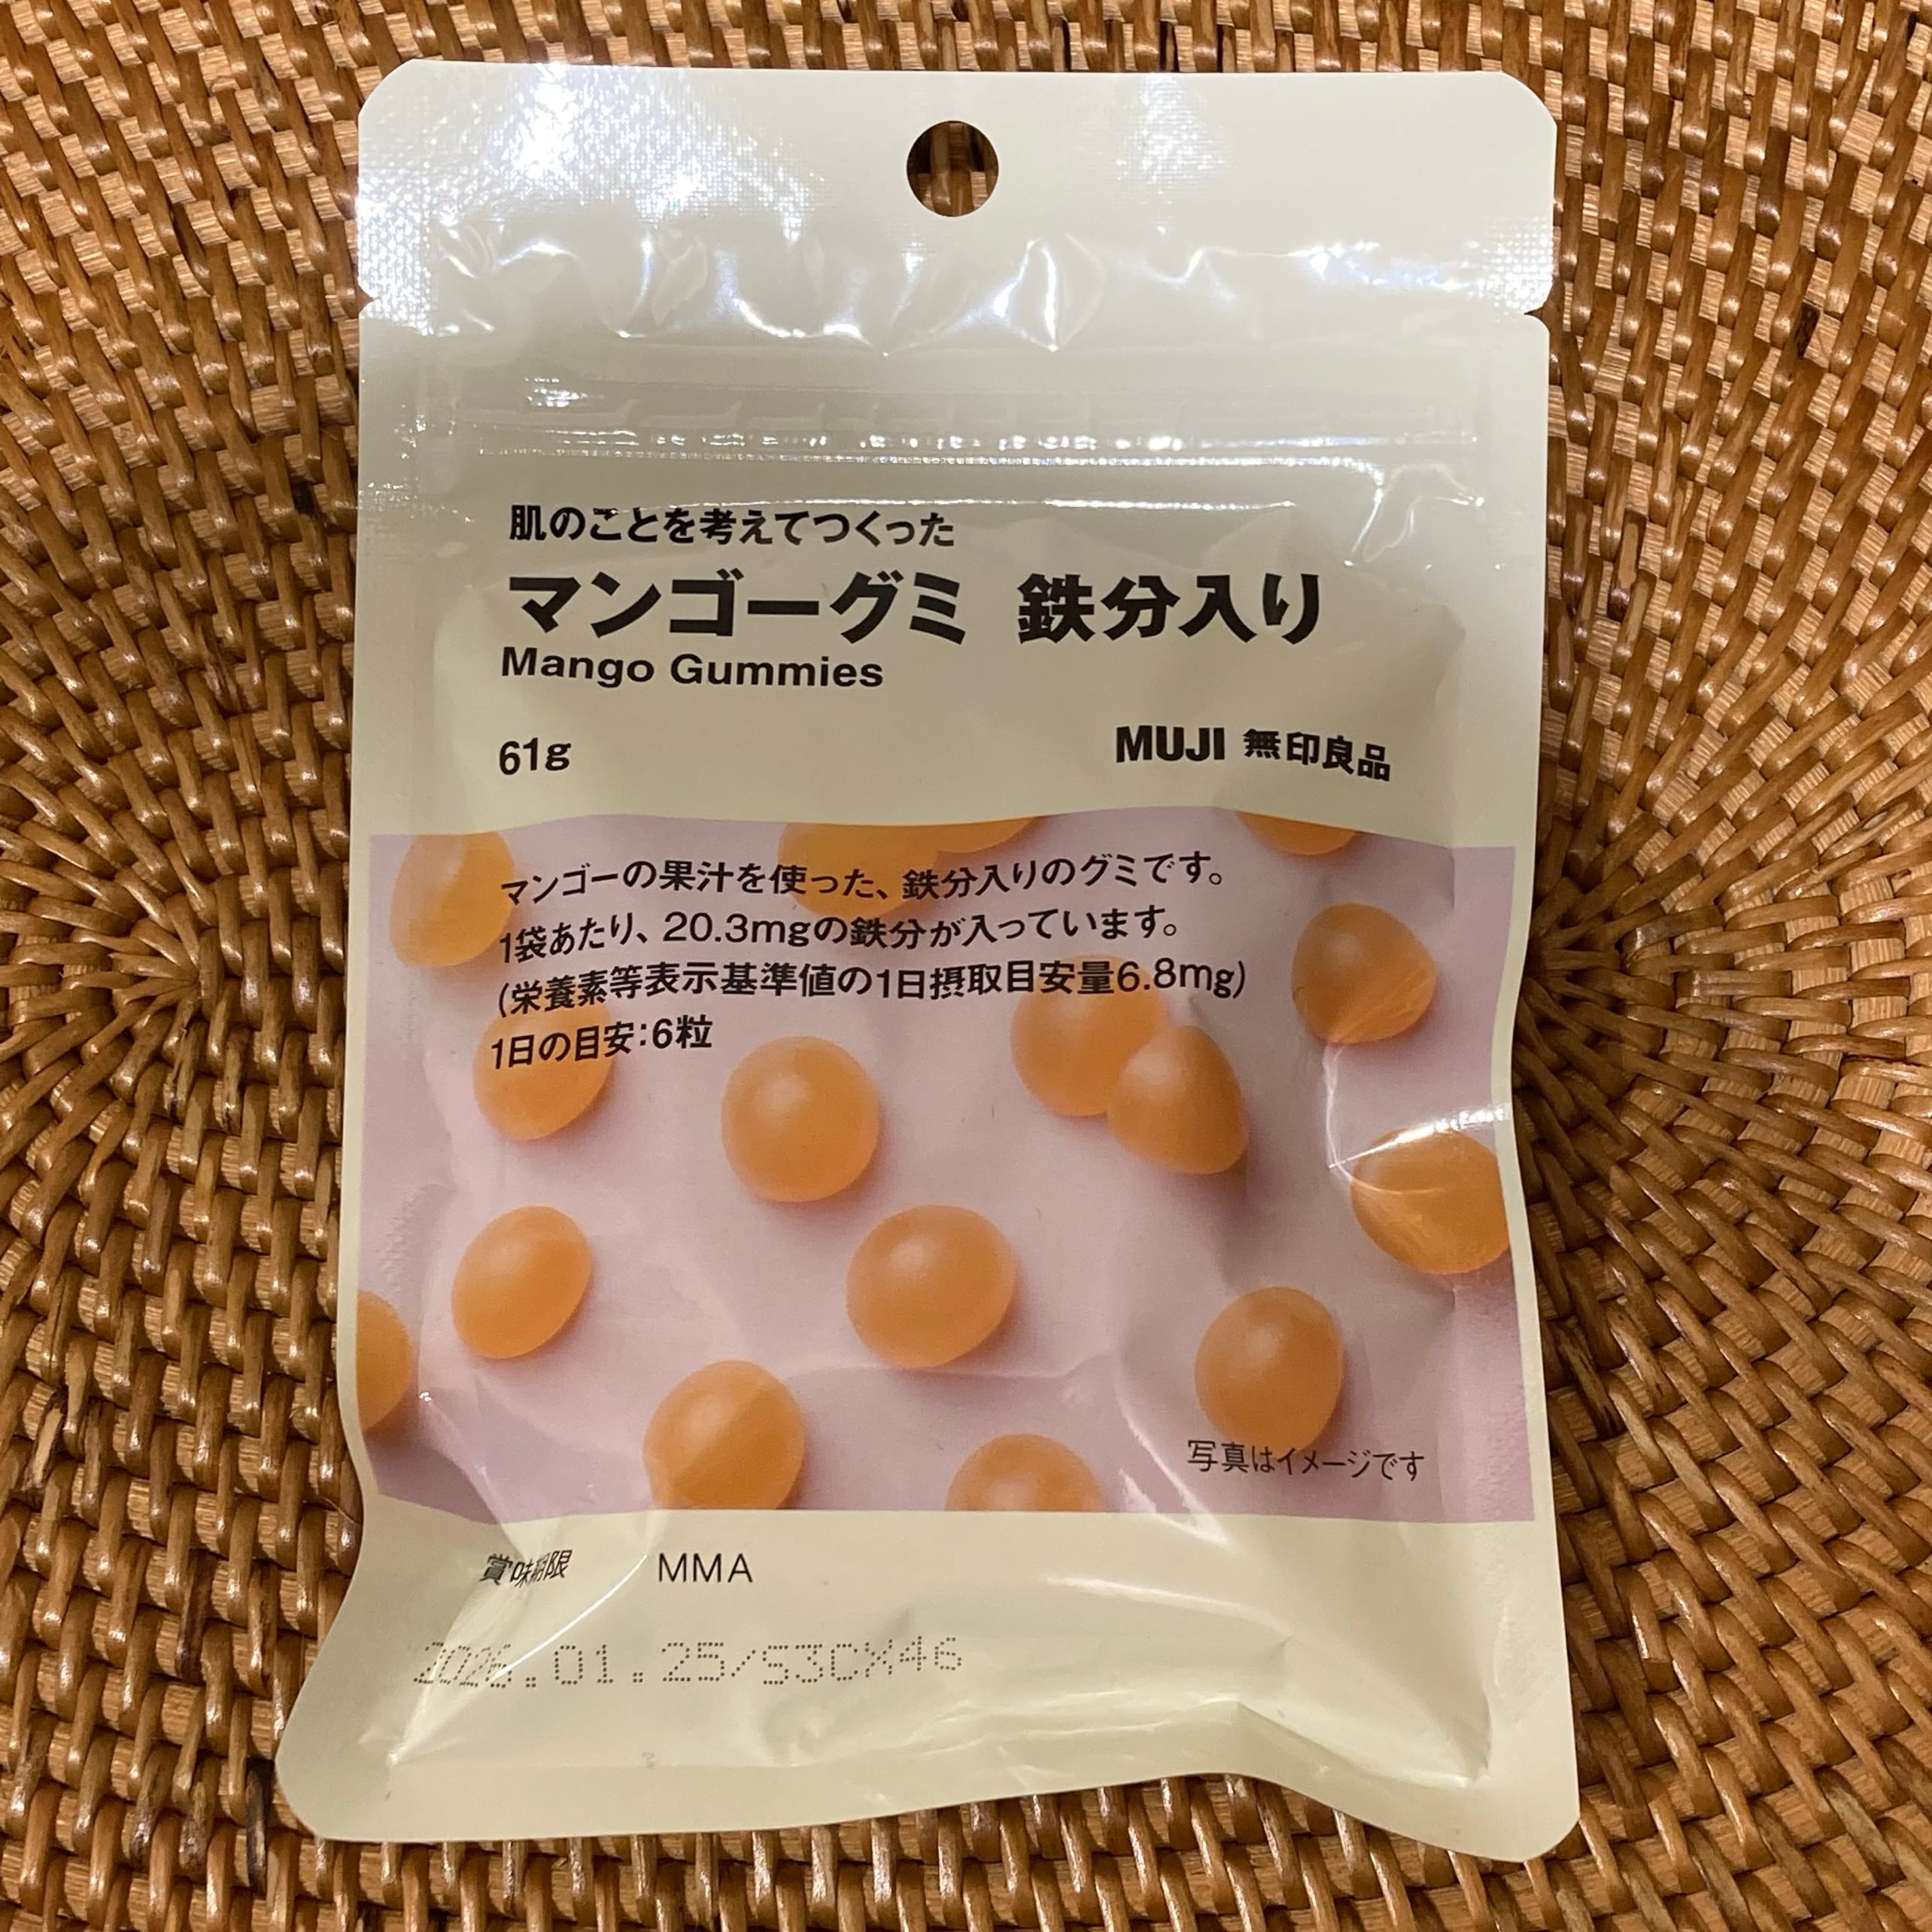 肌のことを考えてつくった
マンゴーグミ 鉄分入り
Mango Gummies
61g
MUJI 無印良品
マンゴーの果汁を使った、鉄分入りのグミです。
1袋あたり、20.3mgの鉄分が入っています。
(栄養素等表示基準値の1日摂取目安量6.8mg)
1日の目安:6粒
写真はイメージです
賞味期限 MMA
2026.01.25/S3CX46